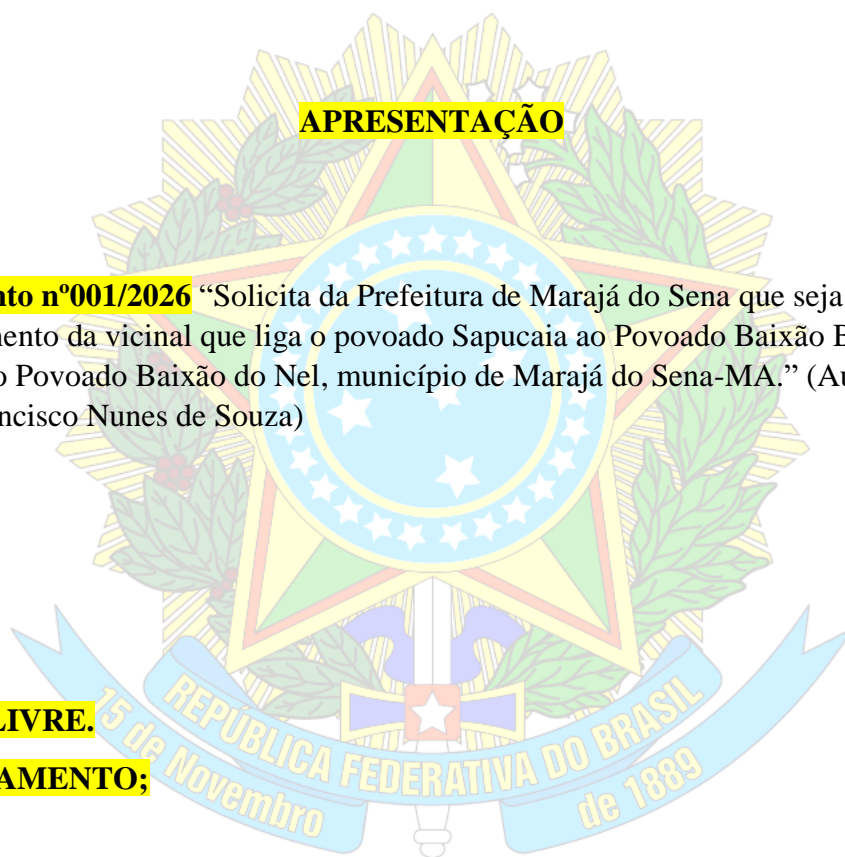 APRESENTAÇÃO
nto nº001/2026 “Solicita da Prefeitura de Marajá do Sena que seja
mento da vicinal que liga o povoado Sapucaia ao Povoado Baixão B
o Povoado Baixão do Nel, município de Marajá do Sena-MA.” (Au
ncisco Nunes de Souza)
LIVRE.
AMENTO;
REPÚBLICA FEDERATIVA DO BRASIL
15 de Novembro de 1889